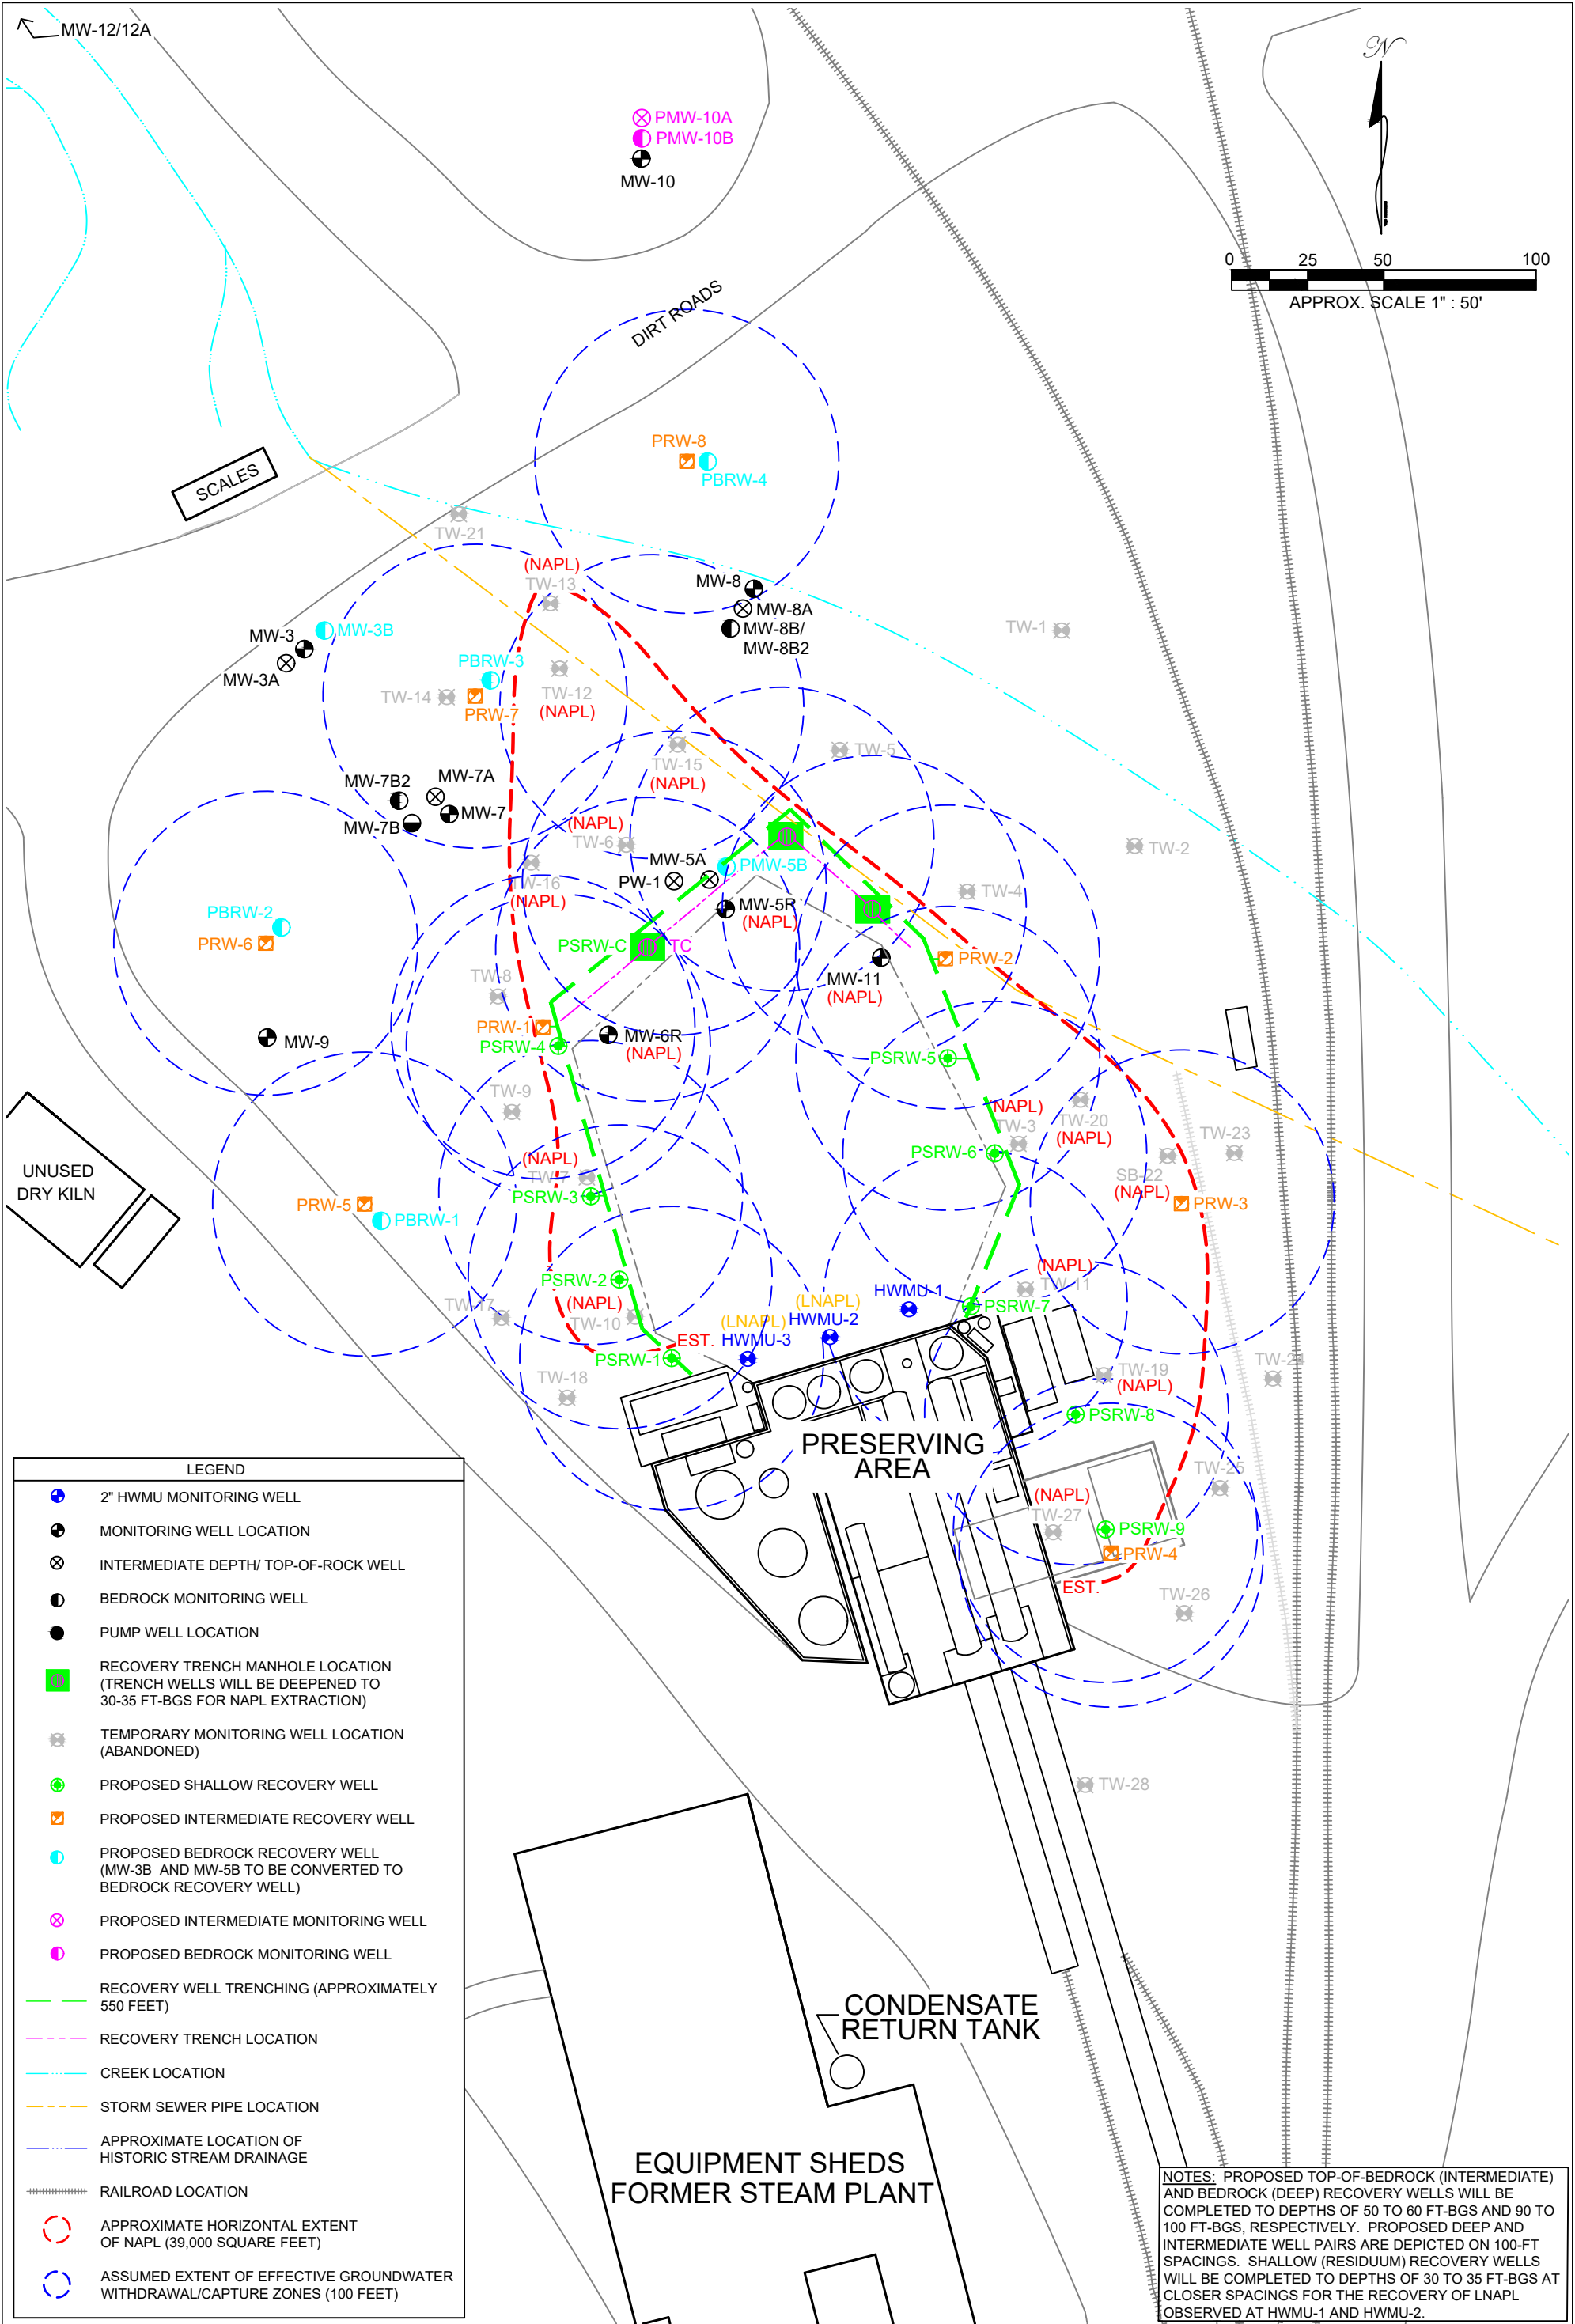 MW-12/12A
N
PMW-10A
PMW-10B
MW-10
0 25 50 100
APPROX. SCALE 1" : 50'
DIRT ROADS
SCALES
PRW-8
PBRW-4
TW-21
(NAPL)
TW-13
MW-8
MW-8A
MW-8B/
MW-8B2
TW-1
MW-3
MW-3B
MW-3A
PBRW-3
TW-14
PRW-7
TW-12
(NAPL)
TW-15
(NAPL)
TW-5
MW-7B2
MW-7A
MW-7
MW-7B
(NAPL)
TW-6
TW-2
MW-5A
PMW-5B
PW-1
TW-16
(NAPL)
TW-4
MW-5R
(NAPL)
PBRW-2
PRW-6
PSRW-C
TC
PRW-2
MW-11
(NAPL)
TW-8
PRW-1
PSRW-4
MW-6R
(NAPL)
MW-9
PSRW-5
TW-9
(NAPL)
TW-3
TW-20
(NAPL)
TW-23
(NAPL)
TW-7
PSRW-6
SB-22
(NAPL)
UNUSED
DRY KILN
PSRW-3
PRW-5
PBRW-1
PRW-3
PSRW-2
(NAPL)
TW-11
HWMU-1
(LNAPL)
HWMU-2
PSRW-7
TW-17
(NAPL)
TW-10
(LNAPL)
HWMU-3
EST.
PSRW-1
TW-18
TW-19
(NAPL)
TW-24
PSRW-8
PRESERVING
AREA
TW-25
(NAPL)
TW-27
PSRW-9
PRW-4
EST.
TW-26
TW-28
CONDENSATE
RETURN TANK
EQUIPMENT SHEDS
FORMER STEAM PLANT
LEGEND
2" HWMU MONITORING WELL
MONITORING WELL LOCATION
INTERMEDIATE DEPTH/ TOP-OF-ROCK WELL
BEDROCK MONITORING WELL
PUMP WELL LOCATION
RECOVERY TRENCH MANHOLE LOCATION
(TRENCH WELLS WILL BE DEEPENED TO
30-35 FT-BGS FOR NAPL EXTRACTION)
TEMPORARY MONITORING WELL LOCATION
(ABANDONED)
PROPOSED SHALLOW RECOVERY WELL
PROPOSED INTERMEDIATE RECOVERY WELL
PROPOSED BEDROCK RECOVERY WELL
(MW-3B AND MW-5B TO BE CONVERTED TO
BEDROCK RECOVERY WELL)
PROPOSED INTERMEDIATE MONITORING WELL
PROPOSED BEDROCK MONITORING WELL
RECOVERY WELL TRENCHING (APPROXIMATELY
550 FEET)
RECOVERY TRENCH LOCATION
CREEK LOCATION
STORM SEWER PIPE LOCATION
APPROXIMATE LOCATION OF
HISTORIC STREAM DRAINAGE
RAILROAD LOCATION
APPROXIMATE HORIZONTAL EXTENT
OF NAPL (39,000 SQUARE FEET)
ASSUMED EXTENT OF EFFECTIVE GROUNDWATER
WITHDRAWAL/CAPTURE ZONES (100 FEET)
NOTES: PROPOSED TOP-OF-BEDROCK (INTERMEDIATE)
AND BEDROCK (DEEP) RECOVERY WELLS WILL BE
COMPLETED TO DEPTHS OF 50 TO 60 FT-BGS AND 90 TO
100 FT-BGS, RESPECTIVELY. PROPOSED DEEP AND
INTERMEDIATE WELL PAIRS ARE DEPICTED ON 100-FT
SPACINGS. SHALLOW (RESIDUUM) RECOVERY WELLS
WILL BE COMPLETED TO DEPTHS OF 30 TO 35 FT-BGS AT
CLOSER SPACINGS FOR THE RECOVERY OF LNAPL
OBSERVED AT HWMU-1 AND HWMU-2.